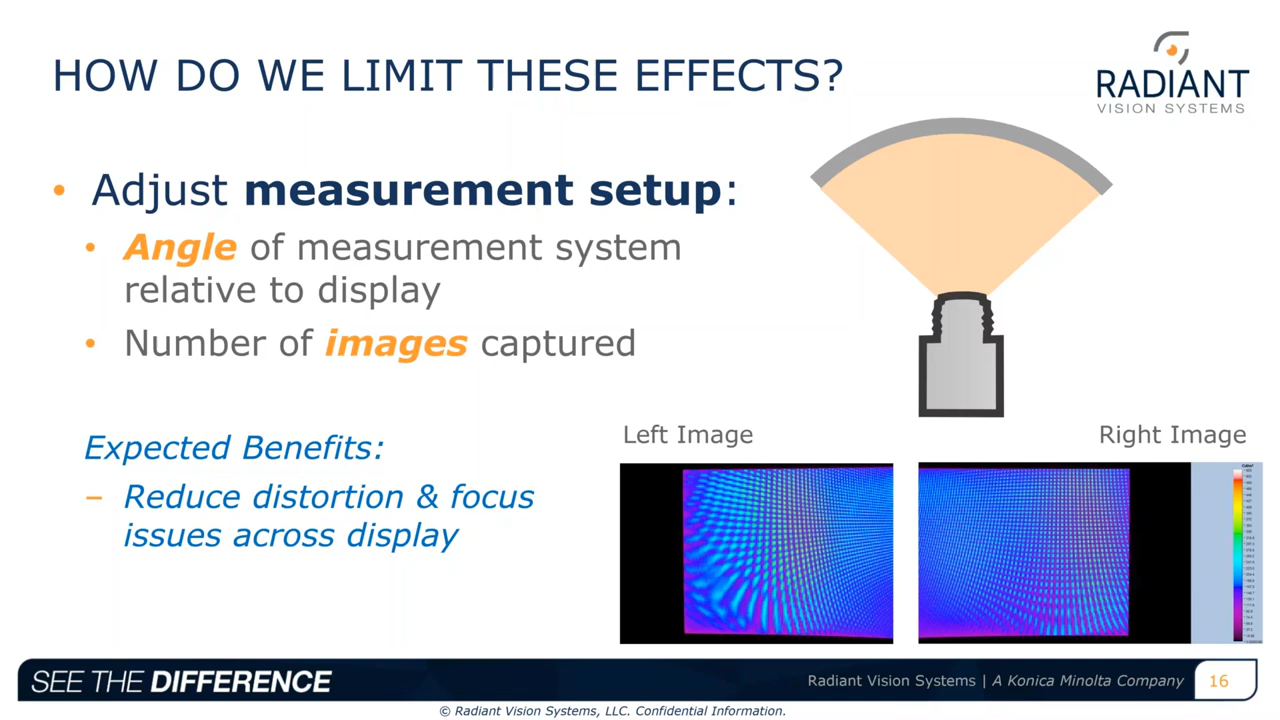 HOW DO WE LIMIT THESE EFFECTS?
RADIANT
VISION SYSTEMS
• Adjust measurement setup:
• Angle of measurement system
relative to display
• Number of images captured
Expected Benefits:
– Reduce distortion & focus
issues across display
Left Image
Right Image
SEE THE DIFFERENCE
Radiant Vision Systems | A Konica Minolta Company
16
© Radiant Vision Systems, LLC. Confidential Information.